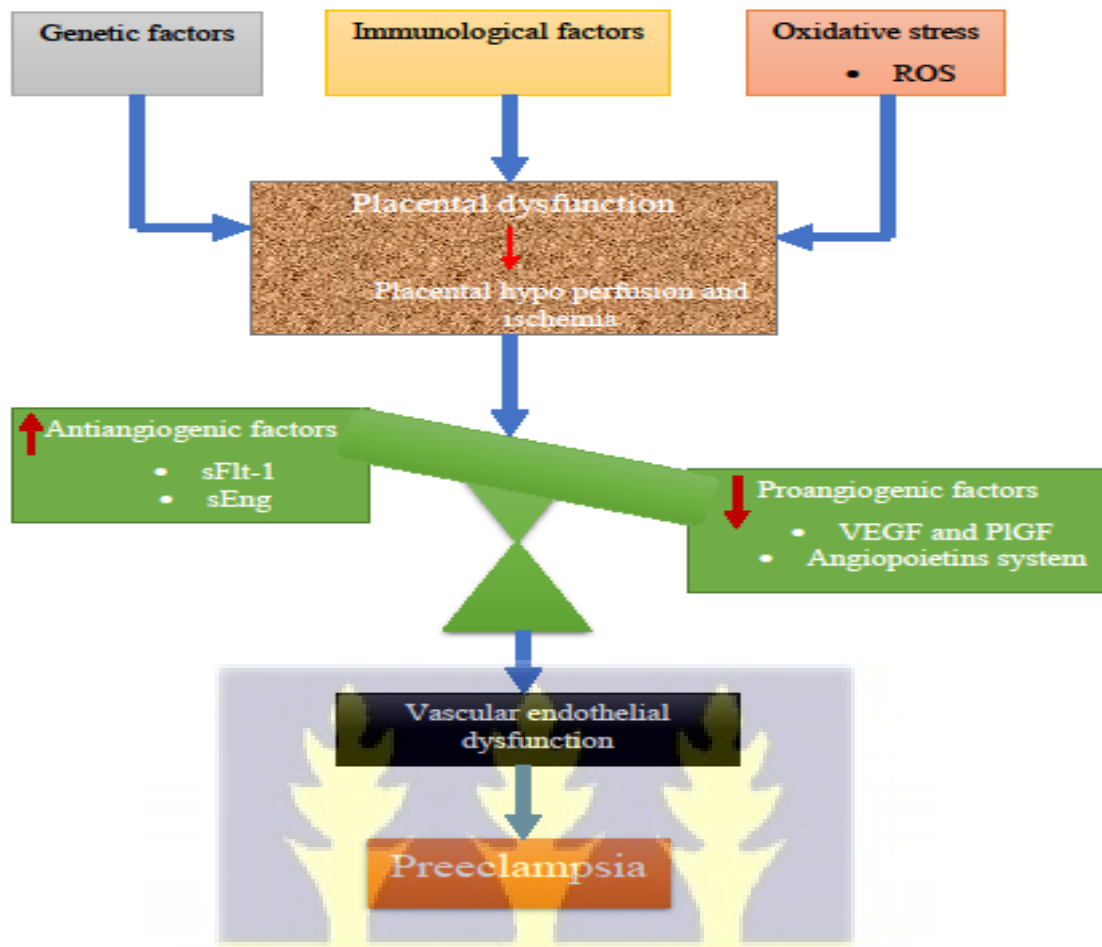 Genetic factors
Immunological factors
Oxidative stress
• ROS
Placental dysfunction
Placental hypo perfusion and
ischemia
Antiangiogenic factors
• sFlt-1
• sEng
Proangiogenic factors
• VEGF and PlGF
• Angiopoietins system
Vascular endothelial
dysfunction
Preeclampsia